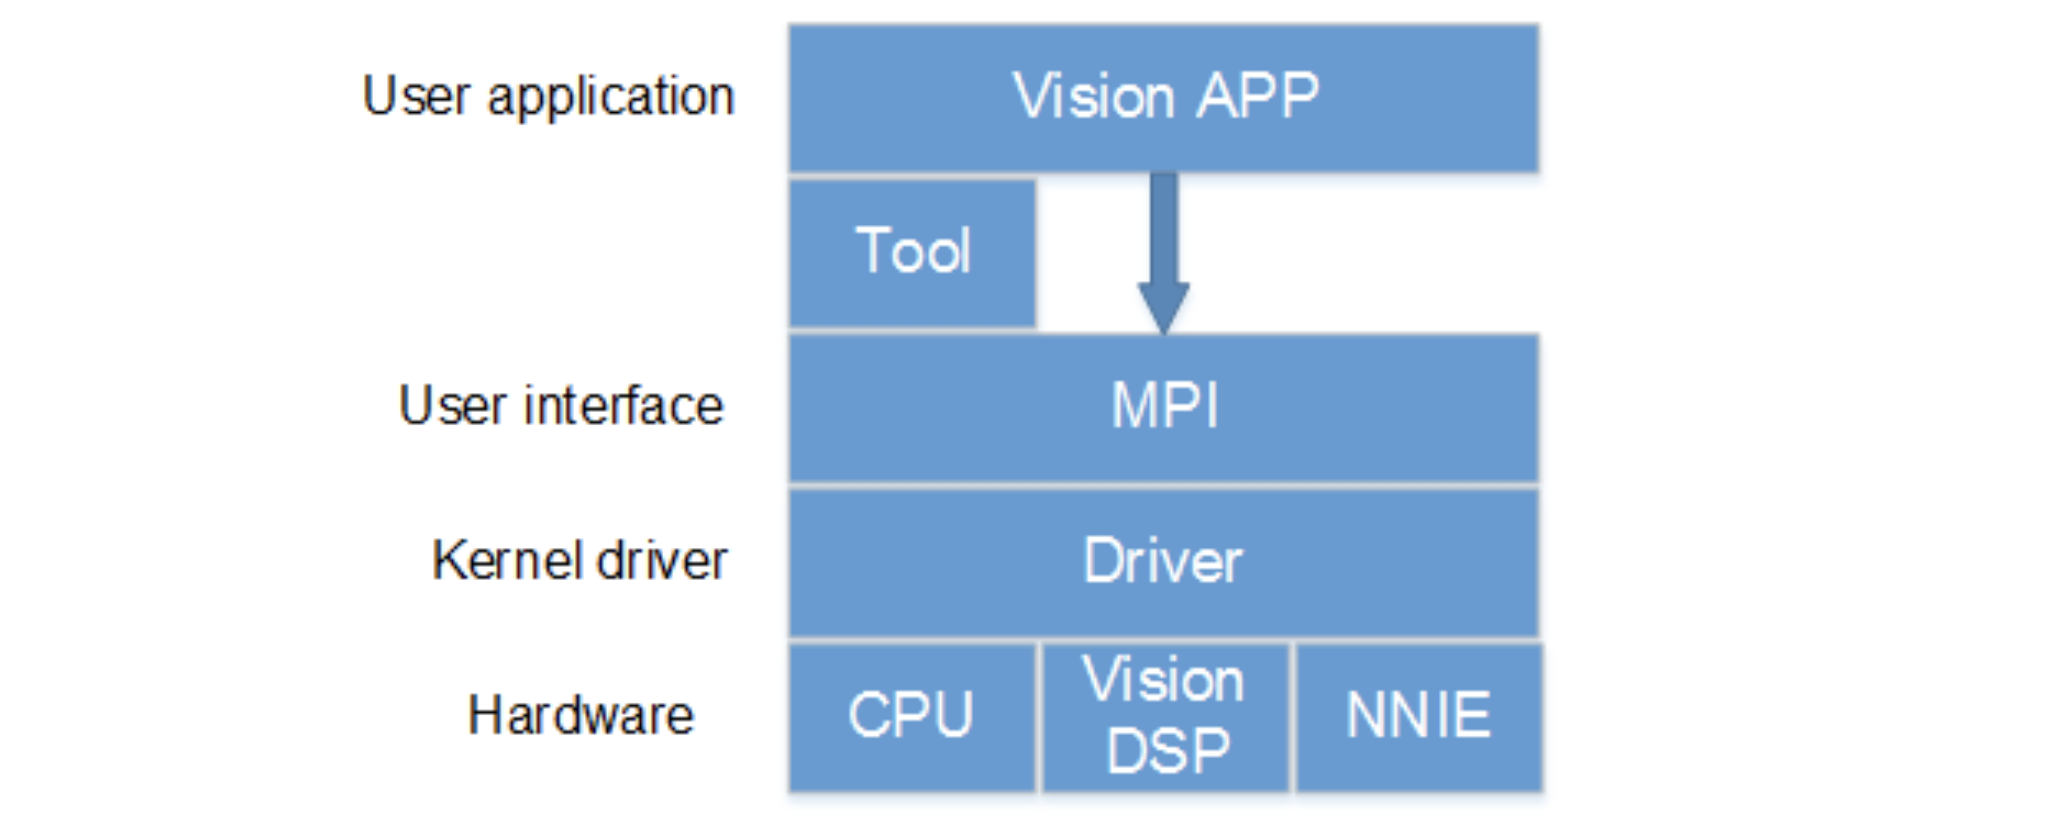 User application
Vision APP
Tool
User interface
MPI
Kernel driver
Driver
Hardware
CPU
Vision
DSP
NNIE